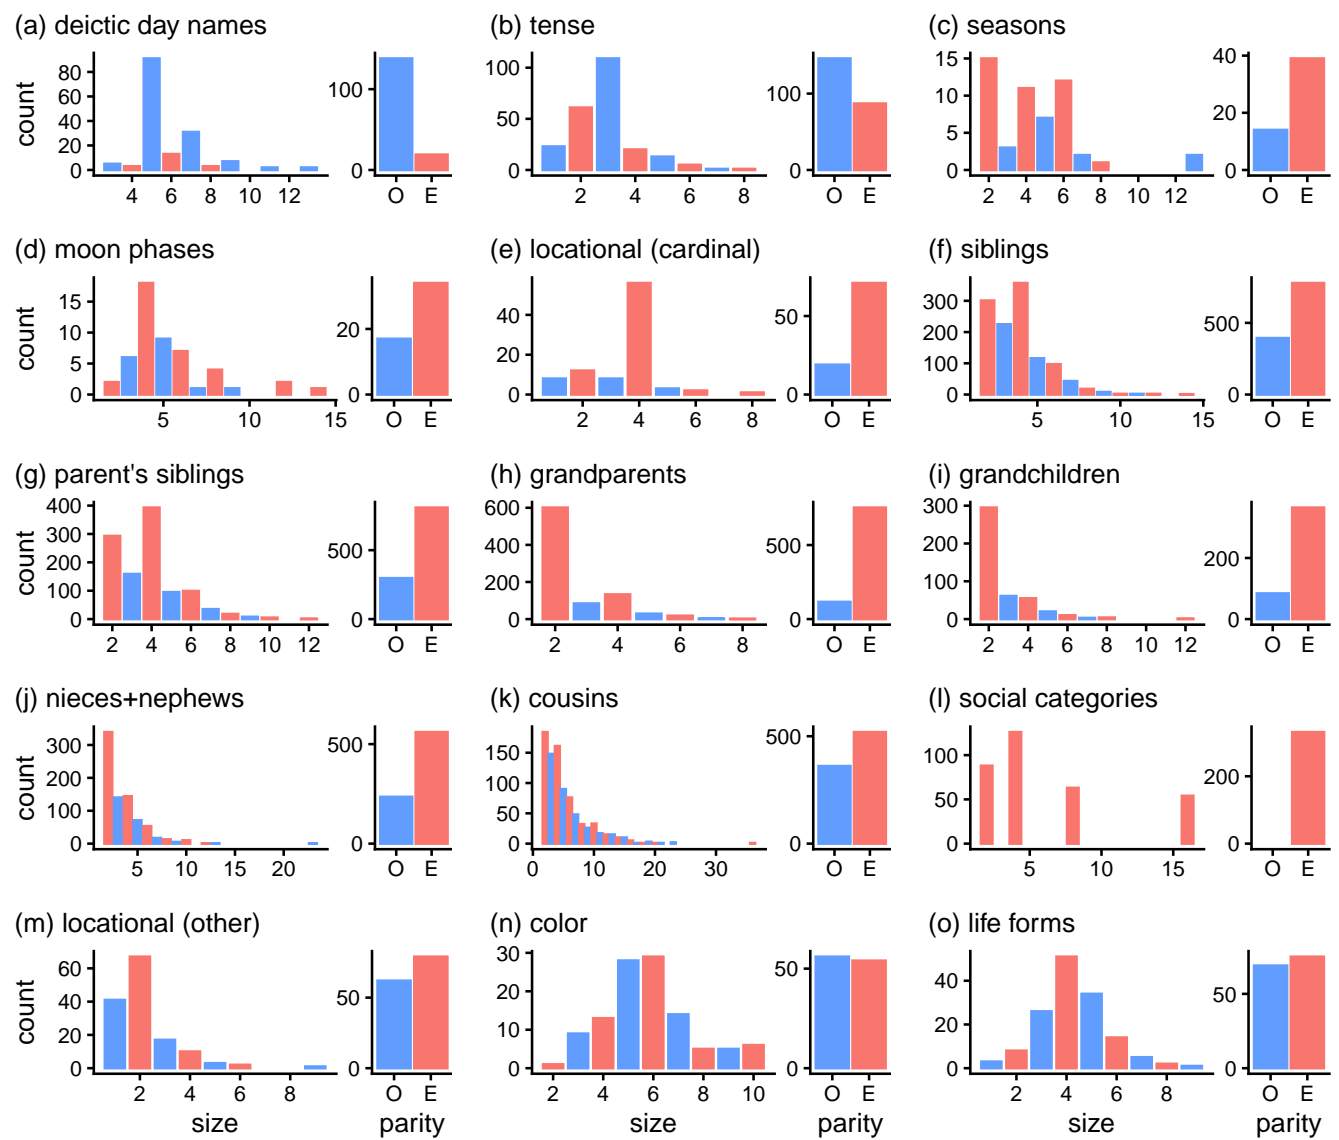 (a) deictic day names
(b) tense
(c) seasons
count
80
60
40
20
0
4 6 8 10 12
100
0
O E
100
50
0
2 4 6 8
100
0
O E
15
10
5
0
2 4 6 8 10 12
40
20
0
O E
(d) moon phases
(e) locational (cardinal)
(f) siblings
count
15
10
5
0
5 10 15
20
0
O E
40
20
0
2 4 6 8
50
0
O E
300
200
100
0
5 10 15
500
0
O E
(g) parent's siblings
(h) grandparents
(i) grandchildren
count
400
300
200
100
0
2 4 6 8 10 12
500
0
O E
600
400
200
0
2 4 6 8
500
0
O E
300
200
100
0
2 4 6 8 10 12
200
0
O E
(j) nieces+nephews
(k) cousins
(l) social categories
count
300
200
100
0
5 10 15 20
500
0
O E
150
100
50
0
0 10 20 30
500
0
O E
100
50
0
5 10 15
200
0
O E
(m) locational (other)
(n) color
(o) life forms
count
60
40
20
0
2 4 6 8
size
50
0
O E
parity
30
20
10
0
2 4 6 8 10
size
50
0
O E
parity
40
20
0
2 4 6 8
size
50
0
O E
parity